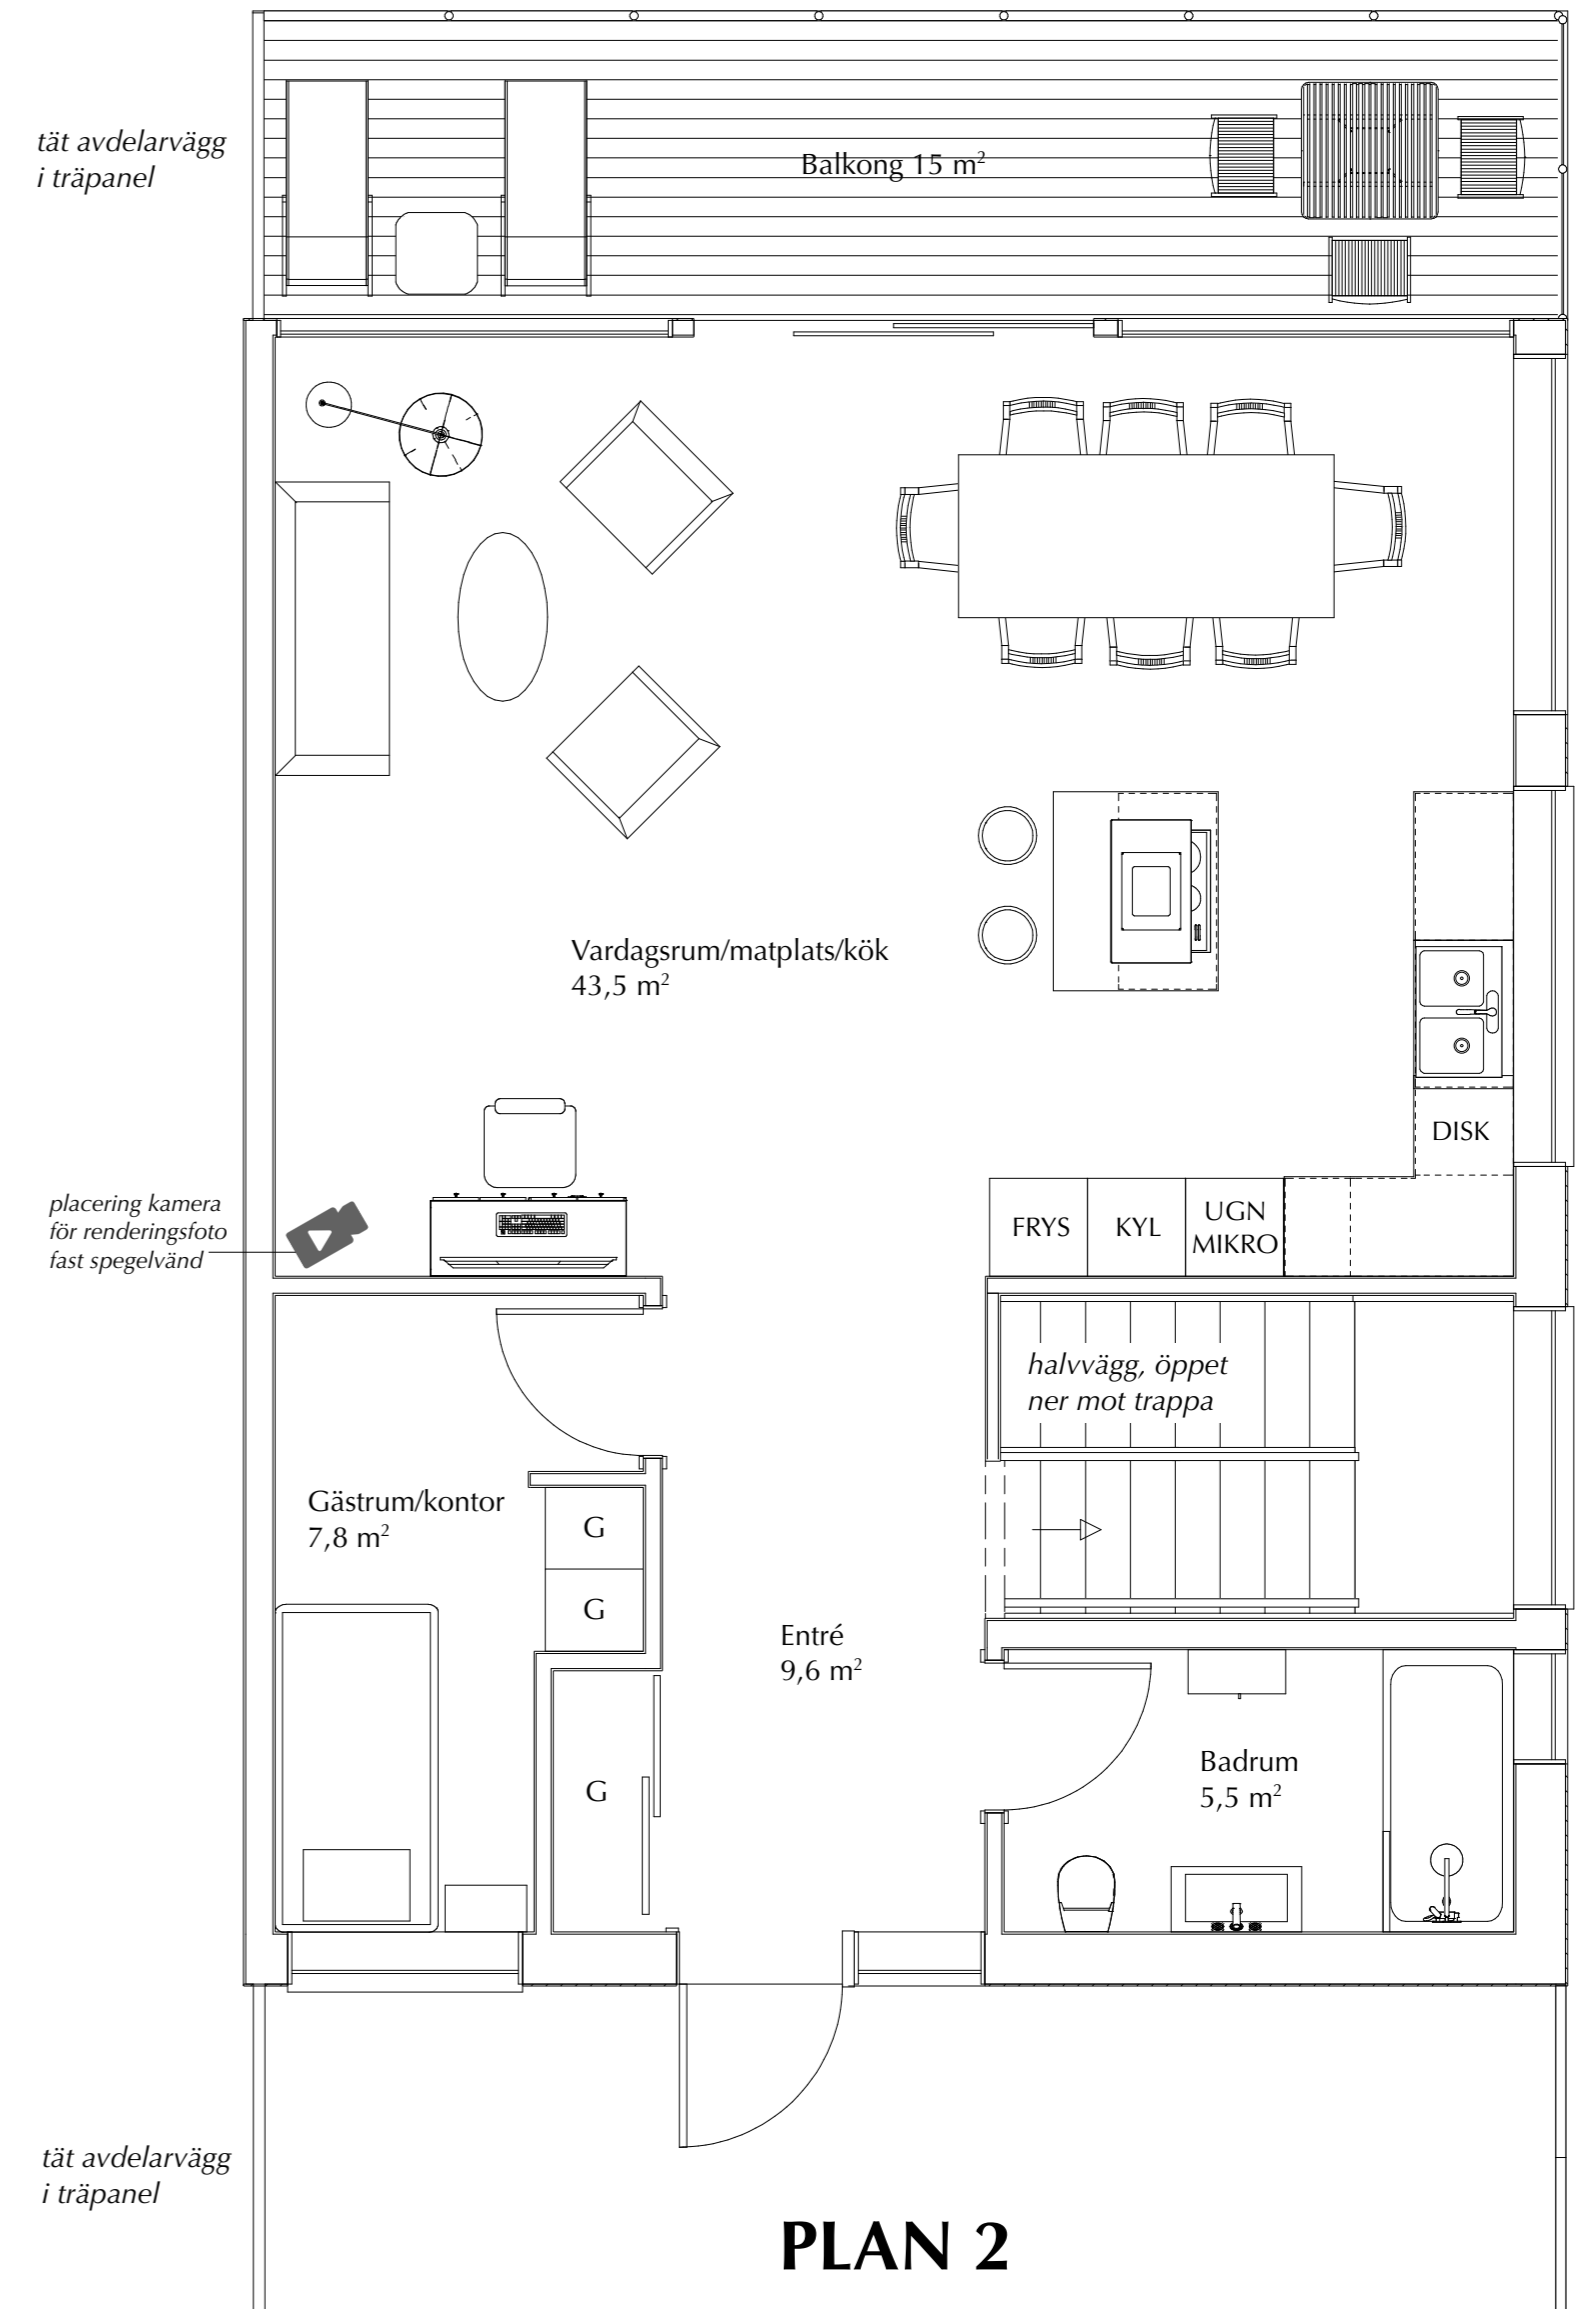 tät avdelarvägg
i träpanel
Balkong 15 m²
Vardagsrum/matplats/kök
43,5 m²
DISK
placering kamera
för renderingsfoto
fast spegelvänd
FRYS
KYL
UGN
MIKRO
halvvägg, öppet
ner mot trappa
Gästrum/kontor
7,8 m²
G
G
Entré
9,6 m²
G
Badrum
5,5 m²
tät avdelarvägg
i träpanel
PLAN 2